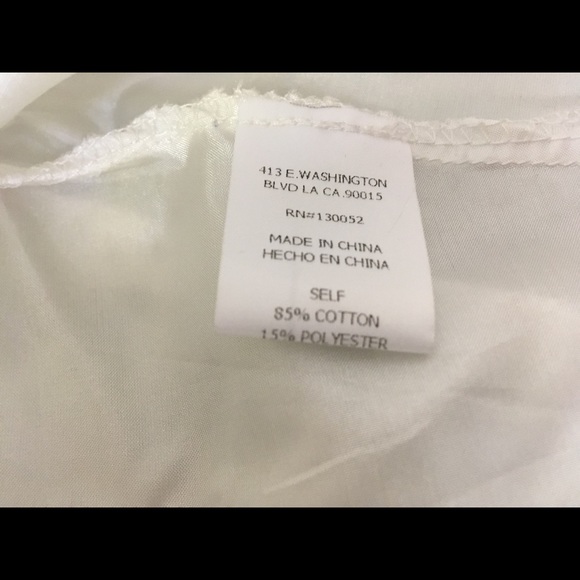 413 E.WASHINGTON
BLVD LA CA.90015
RN#130052
MADE IN CHINA
HECHO EN CHINA
SELF
85% COTTON
15% POLYESTER